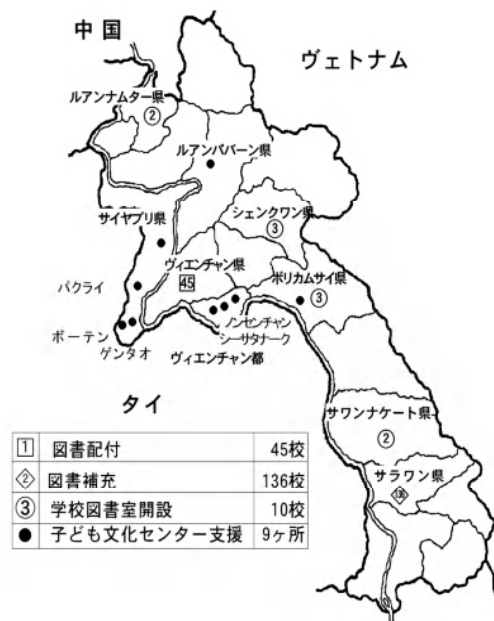 中国
ヴェトナム
ルアンナムター県
②
ルアンパバーン県
サイヤブリ県
シェンクワン県
③
ヴィエンチャン県
45
ボリカムサイ県
③
パクライ
ボーテン
ゲンタオ
ノンセンチャン
シーサタナーク
ヴィエンチャン都
タイ
サワンナケート県
②
サラワン県
136
1 図書配付 45校
2 図書補充 136校
③ 学校図書室開設 10校
● 子ども文化センター支援 9ヶ所